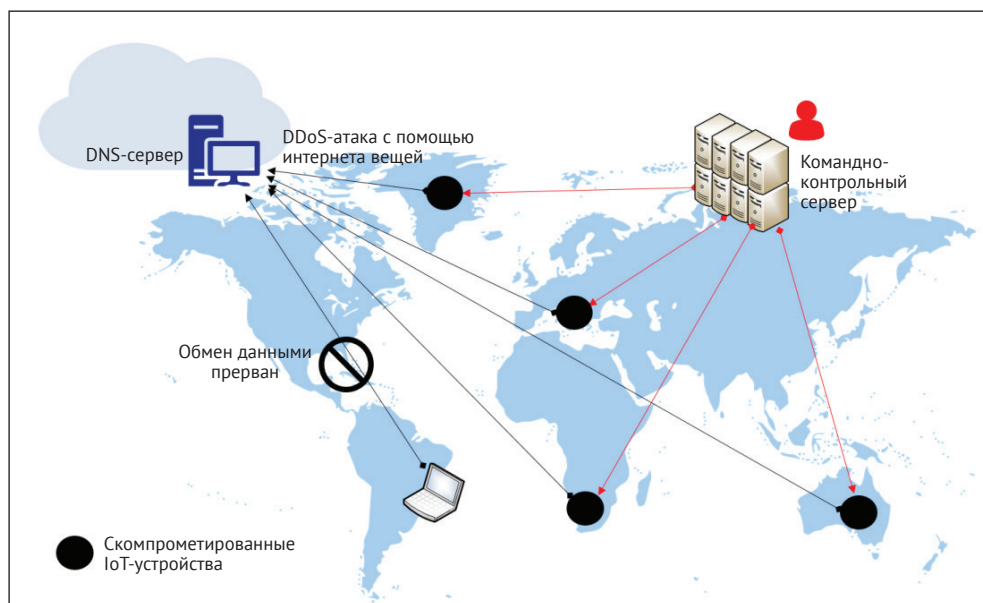 DNS-сервер
DDoS-атака с помощью
интернета вещей
Командно-
контрольный
сервер
Обмен данными
прерван
Скомпрометированные
IoT-устройства